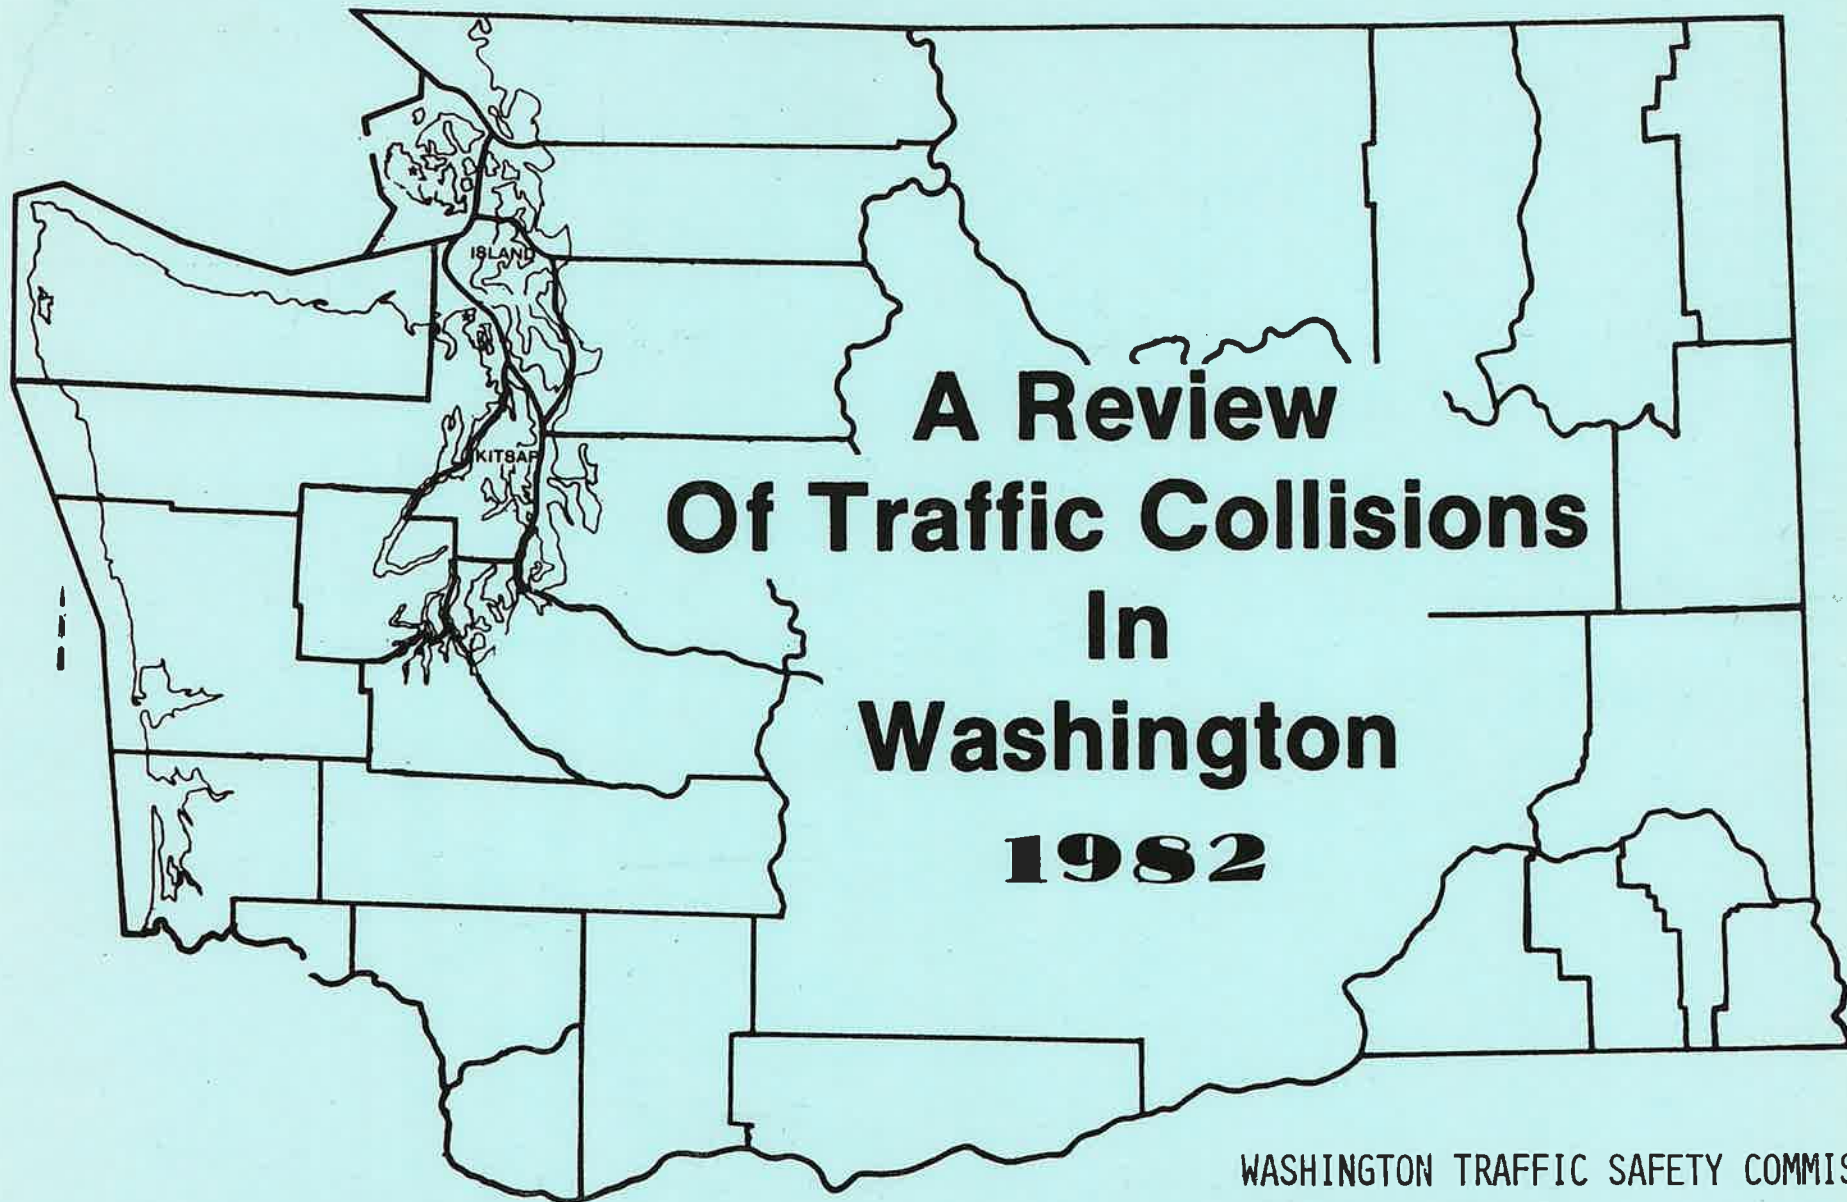 ISLAND
KITSAP
A Review
Of Traffic Collisions
In
Washington
1982
WASHINGTON TRAFFIC SAFETY COMMIS